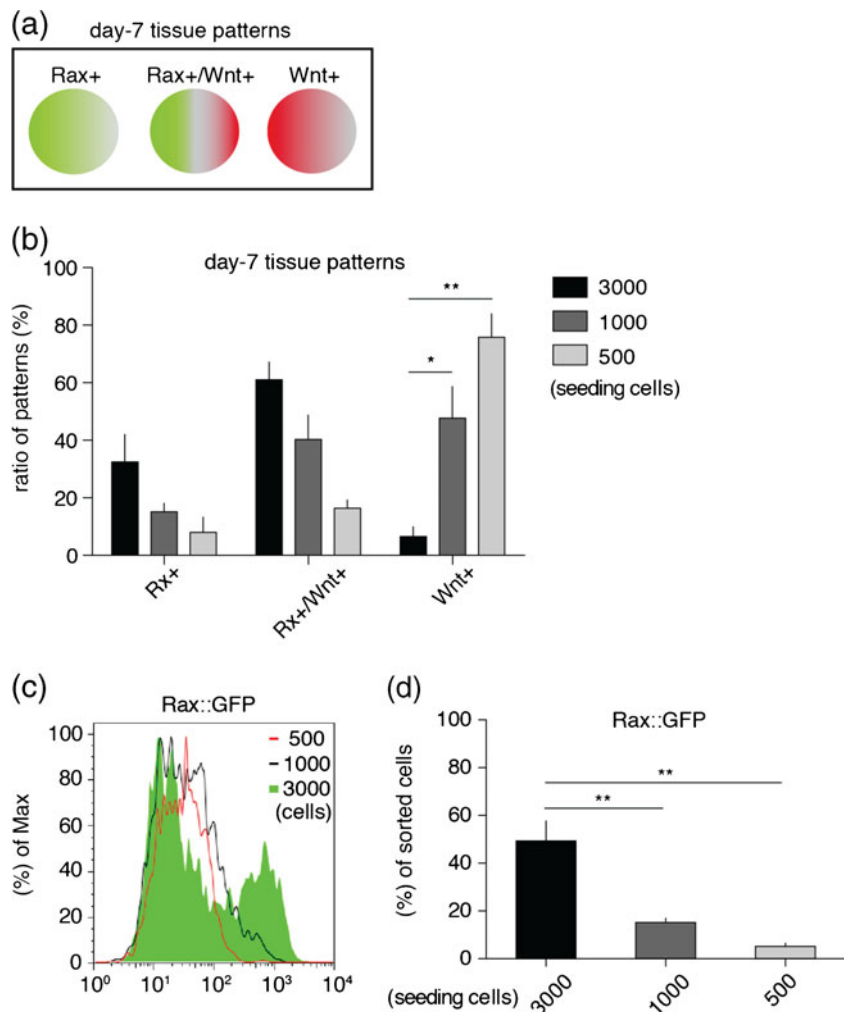 (a)
day-7 tissue patterns
Rax+ Rax+/Wnt+ Wnt+
(b)
day-7 tissue patterns
ratio of patterns (%)
100
80
60
40
20
0
**
*
3000
1000
500
(seeding cells)
Rx+
Rx+/Wnt+
Wnt+
(c)
Rax::GFP
(%) of Max
100
80
60
40
20
0
500
1000
3000
(cells)
10⁰ 10¹ 10² 10³ 10⁴
(d)
Rax::GFP
(%) of sorted cells
100
80
60
40
20
0
**
**
(seeding cells) 3000 1000 500